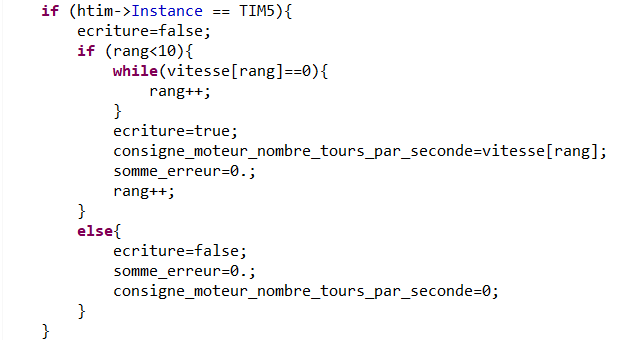 if (htim->Instance == TIM5){
ecriture=false;
if (rang<10){
while(vitesse[rang]==0){
rang++;
}
ecriture=true;
consigne_moteur_nombre_tours_par_seconde=vitesse[rang];
somme_erreur=0.;
rang++;
}
else{
ecriture=false;
somme_erreur=0.;
consigne_moteur_nombre_tours_par_seconde=0;
}
}